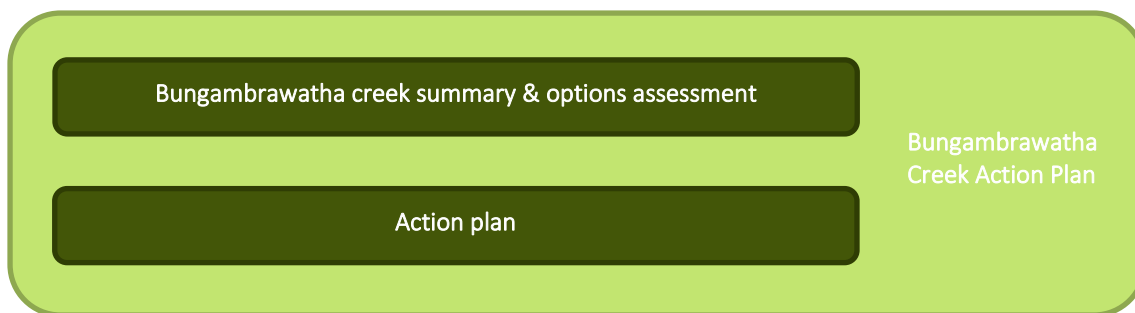 Bungambrawatha creek summary & options assessment
Action plan
Bungambrawatha
Creek Action Plan